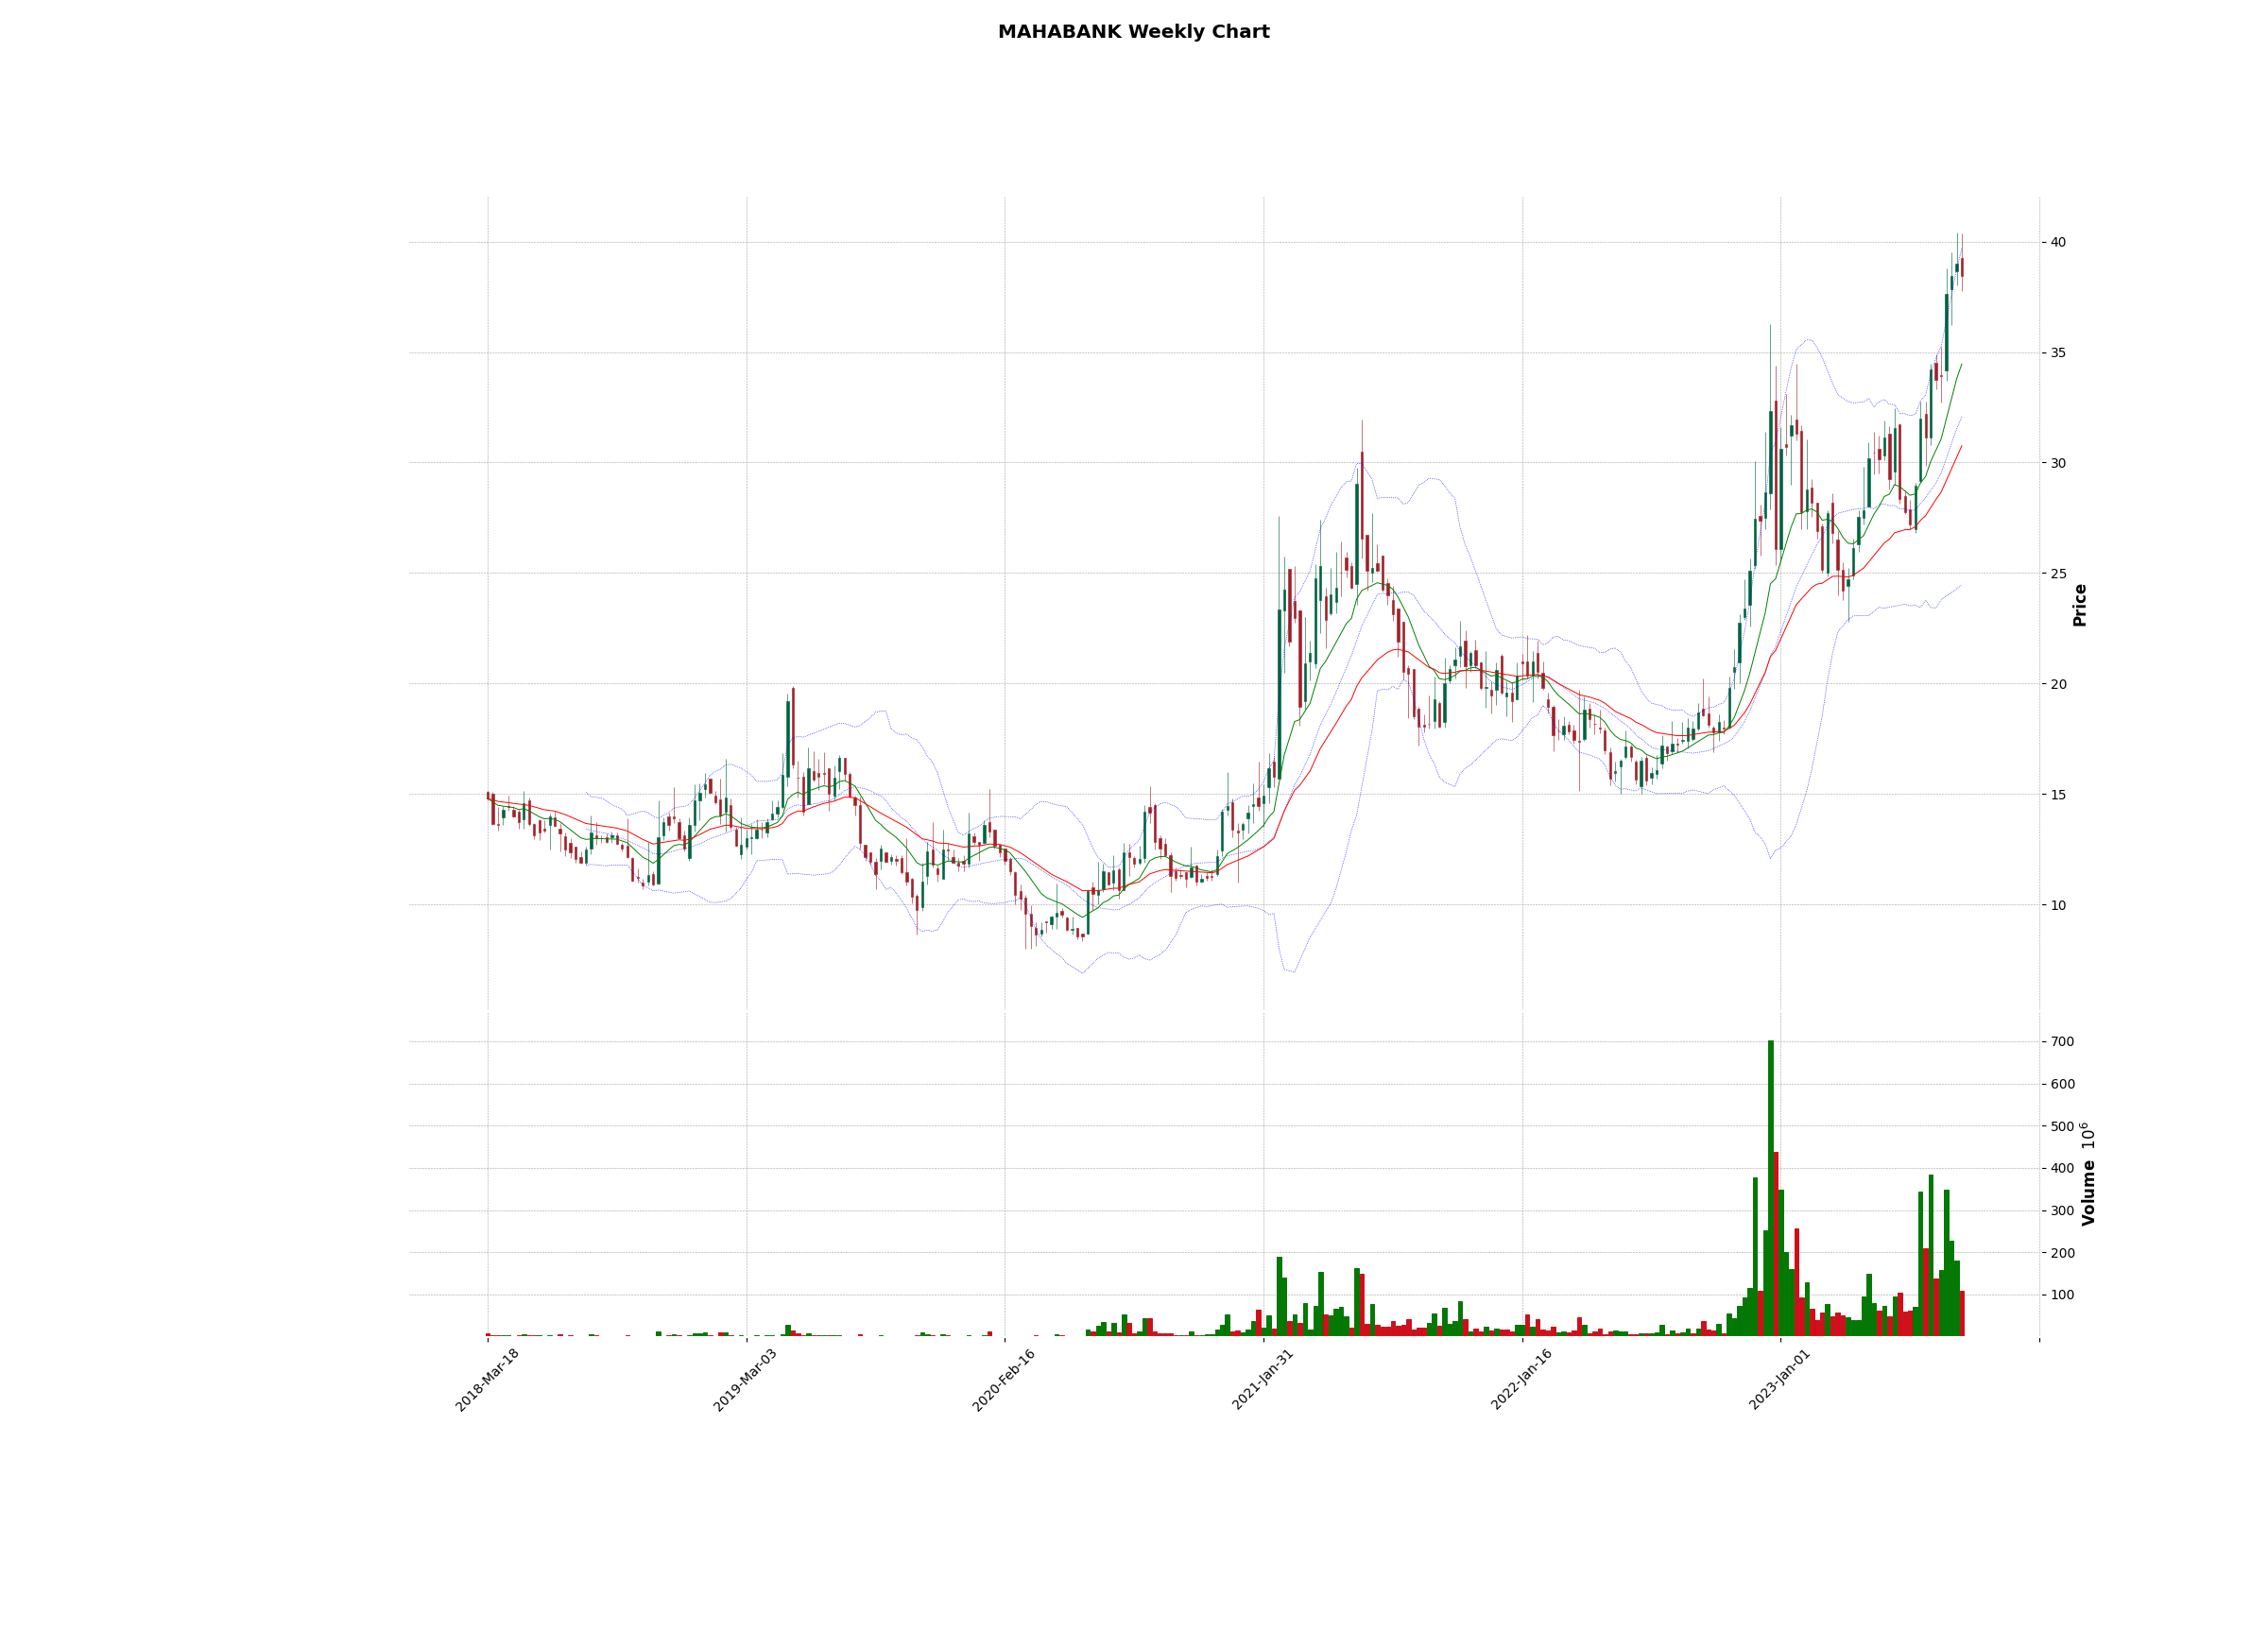 MAHABANK Weekly Chart
40
35
30
25
20
15
10
Price
700
600
500
400
300
200
100
Volume 10^6
2018-Mar-18
2019-Mar-03
2020-Feb-16
2021-Jan-31
2022-Jan-16
2023-Jan-01